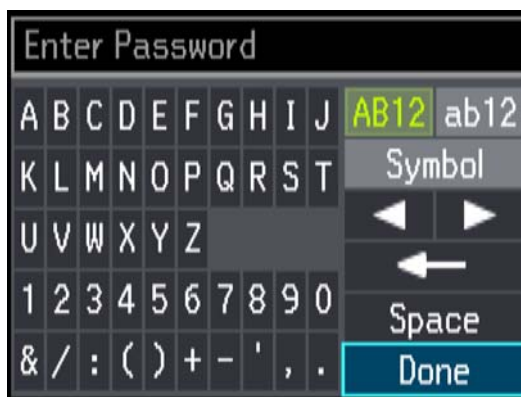 Enter Password
A B C D E F G H I J AB12 ab12
K L M N O P Q R S T Symbol
U V W X Y Z
1 2 3 4 5 6 7 8 9 0 Space
& / : ( ) + - ' , . Done